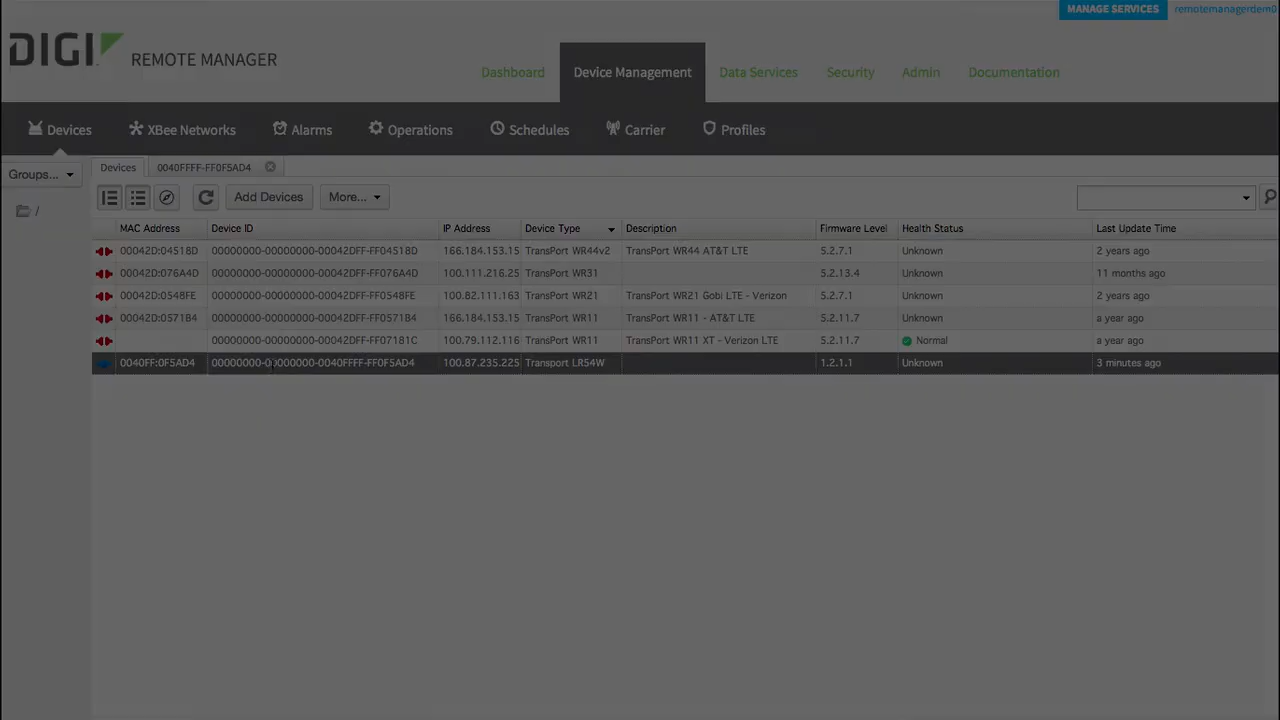 MANAGE SERVICES remotemanagerdem0
DIGI REMOTE MANAGER
Dashboard Device Management Data Services Security Admin Documentation
Devices XBee Networks Alarms Operations Schedules Carrier Profiles
Groups... Devices 0040FFFF-FF0F5AD4
/ Add Devices More...
MAC Address Device ID IP Address Device Type Description Firmware Level Health Status Last Update Time
00042D:04518D 00000000-00000000-00042DFF-FF04518D 166.184.153.15 TransPort WR44v2 TransPort WR44 AT&T LTE 5.2.7.1 Unknown 2 years ago
00042D:076A4D 00000000-00000000-00042DFF-FF076A4D 100.111.216.25 TransPort WR31 5.2.13.4 Unknown 11 months ago
00042D:0548FE 00000000-00000000-00042DFF-FF0548FE 100.82.111.163 TransPort WR21 TransPort WR21 Gobi LTE - Verizon 5.2.7.1 Unknown 2 years ago
00042D:0571B4 00000000-00000000-00042DFF-FF0571B4 166.184.153.15 TransPort WR11 TransPort WR11 - AT&T LTE 5.2.11.7 Unknown a year ago
00000000-00000000-00042DFF-FF07181C 100.79.112.116 TransPort WR11 TransPort WR11 XT - Verizon LTE 5.2.11.7 Normal a year ago
0040FF:0F5AD4 00000000-00000000-0040FFFF-FF0F5AD4 100.87.235.225 Transport LR54W 1.2.1.1 Unknown 3 minutes ago